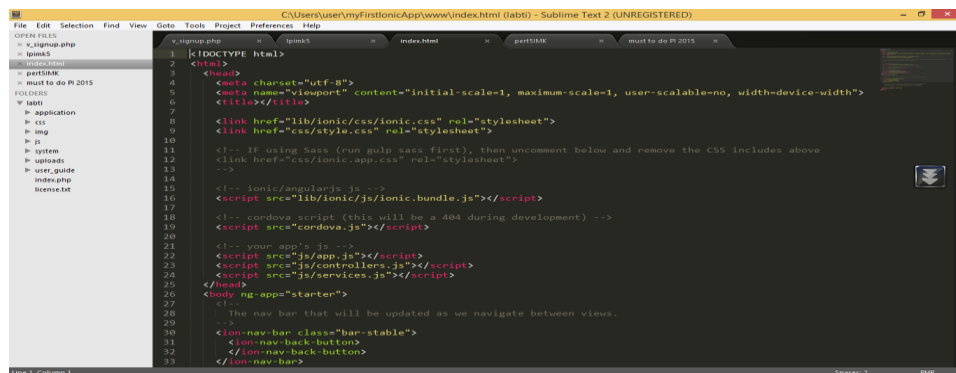 C:\Users\user\myFirstIonicApp\www\index.html (labti) - Sublime Text 2 (UNREGISTERED)
File Edit Selection Find View Goto Tools Project Preferences Help
OPEN FILES
v_signup.php
lpimk5
index.html
pertSIMK
must to do PI 2015
FOLDERS
labti
application
css
img
js
system
uploads
user_guide
index.php
license.txt
v_signup.php lpimk5 index.html pertSIMK must to do PI 2015
1 <!DOCTYPE html>
2 <html>
3 <head>
4 <meta charset="utf-8">
5 <meta name="viewport" content="initial-scale=1, maximum-scale=1, user-scalable=no, width=device-width">
6 <title></title>
7
8 <link href="lib/ionic/css/ionic.css" rel="stylesheet">
9 <link href="css/style.css" rel="stylesheet">
10
11 <!-- IF using Sass (run gulp sass first), then uncomment below and remove the CSS includes above
12 <link href="css/ionic.app.css" rel="stylesheet">
13 -->
14
15 <!-- ionic/angularjs js -->
16 <script src="lib/ionic/js/ionic.bundle.js"></script>
17
18 <!-- cordova script (this will be a 404 during development) -->
19 <script src="cordova.js"></script>
20
21 <!-- your app's js -->
22 <script src="js/app.js"></script>
23 <script src="js/controllers.js"></script>
24 <script src="js/services.js"></script>
25 </head>
26 <body ng-app="starter">
27 <!--
28 The nav bar that will be updated as we navigate between views.
29 -->
30 <ion-nav-bar class="bar-stable">
31 <ion-nav-back-button>
32 </ion-nav-back-button>
33 </ion-nav-bar>
Line 1, Column 1 Spaces: 2 PHP